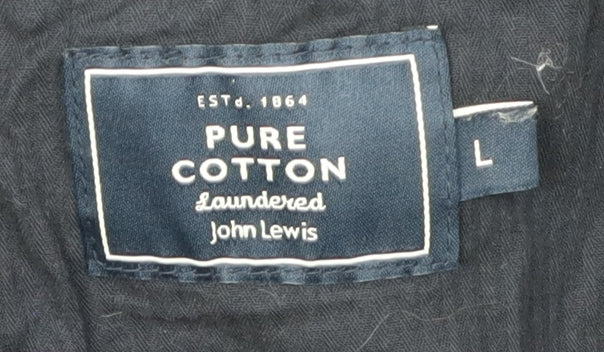 ESTd. 1864
PURE
COTTON
Laundered
John Lewis
L